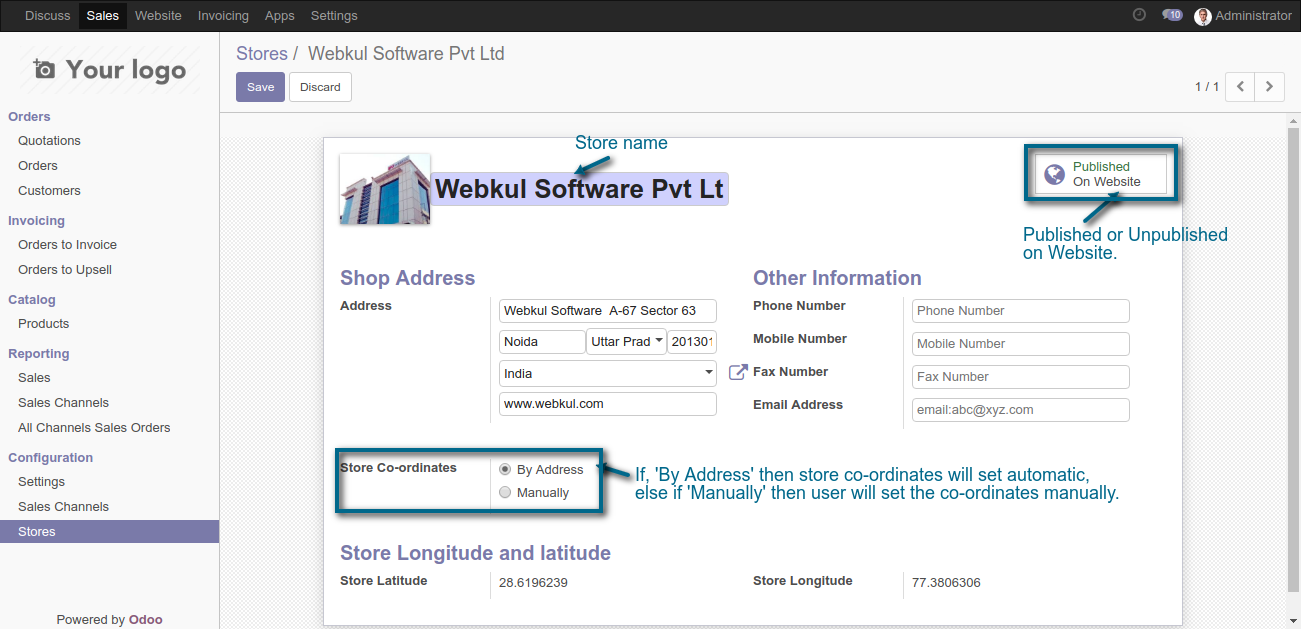 Discuss Sales Website Invoicing Apps Settings 10 Administrator
Your logo
Stores / Webkul Software Pvt Ltd
Save Discard
1 / 1
Orders
Quotations
Orders
Customers
Invoicing
Orders to Invoice
Orders to Upsell
Catalog
Products
Reporting
Sales
Sales Channels
All Channels Sales Orders
Configuration
Settings
Sales Channels
Stores
Powered by Odoo
Store name
Webkul Software Pvt Lt
Published
On Website
Published or Unpublished
on Website.
Shop Address
Address
Webkul Software A-67 Sector 63
Noida Uttar Prad 201301
India
www.webkul.com
Other Information
Phone Number Phone Number
Mobile Number Mobile Number
Fax Number Fax Number
Email Address email:abc@xyz.com
Store Co-ordinates By Address
Manually
If, 'By Address' then store co-ordinates will set automatic,
else if 'Manually' then user will set the co-ordinates manually.
Store Longitude and latitude
Store Latitude 28.6196239 Store Longitude 77.3806306